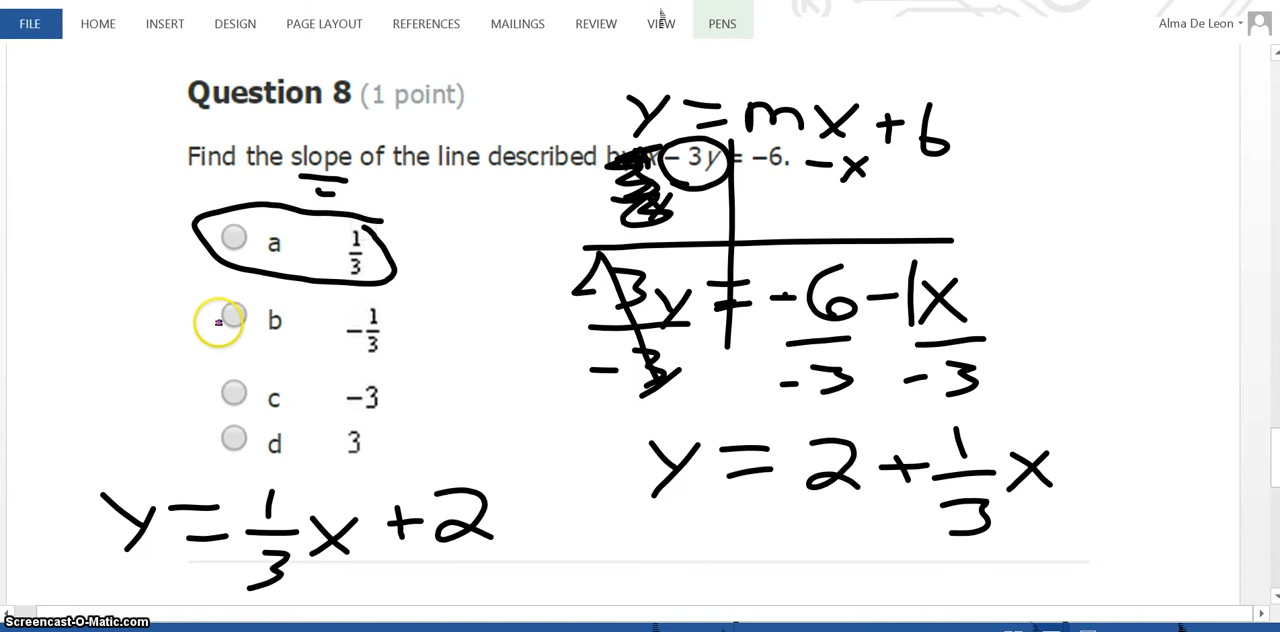 FILE HOME INSERT DESIGN PAGE LAYOUT REFERENCES MAILINGS REVIEW VIEW PENS Alma De Leon
Question 8 (1 point)
y = mx + b
Find the slope of the line described - 3y = -6.
-x
a 1/3
-3y = -6 - 1x
-3 -3 -3
b -1/3
c -3
d 3
y = 2 + 1/3 x
y = 1/3 x + 2
Screencast-O-Matic.com